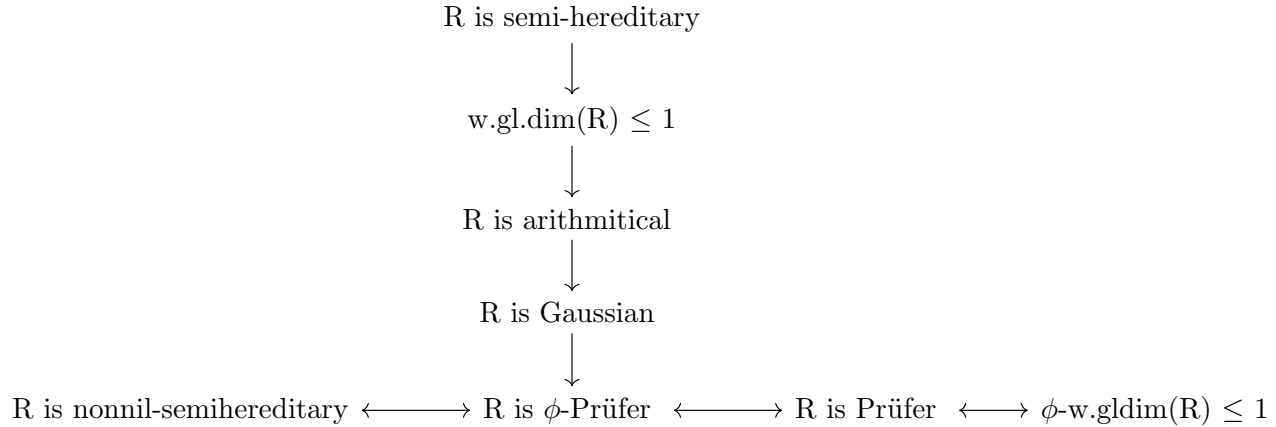 R is semi-hereditary
w.gl.dim(R) ≤ 1
R is arithmitical
R is Gaussian
R is nonnil-semihereditary R is ϕ-Prüfer R is Prüfer ϕ-w.gldim(R) ≤ 1